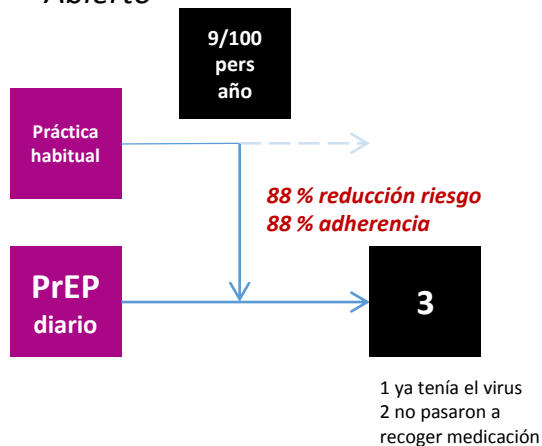 Abierto
9/100
pers
año
Práctica
habitual
88 % reducción riesgo
88 % adherencia
PrEP
diario
3
1 ya tenía el virus
2 no pasaron a
recoger medicación